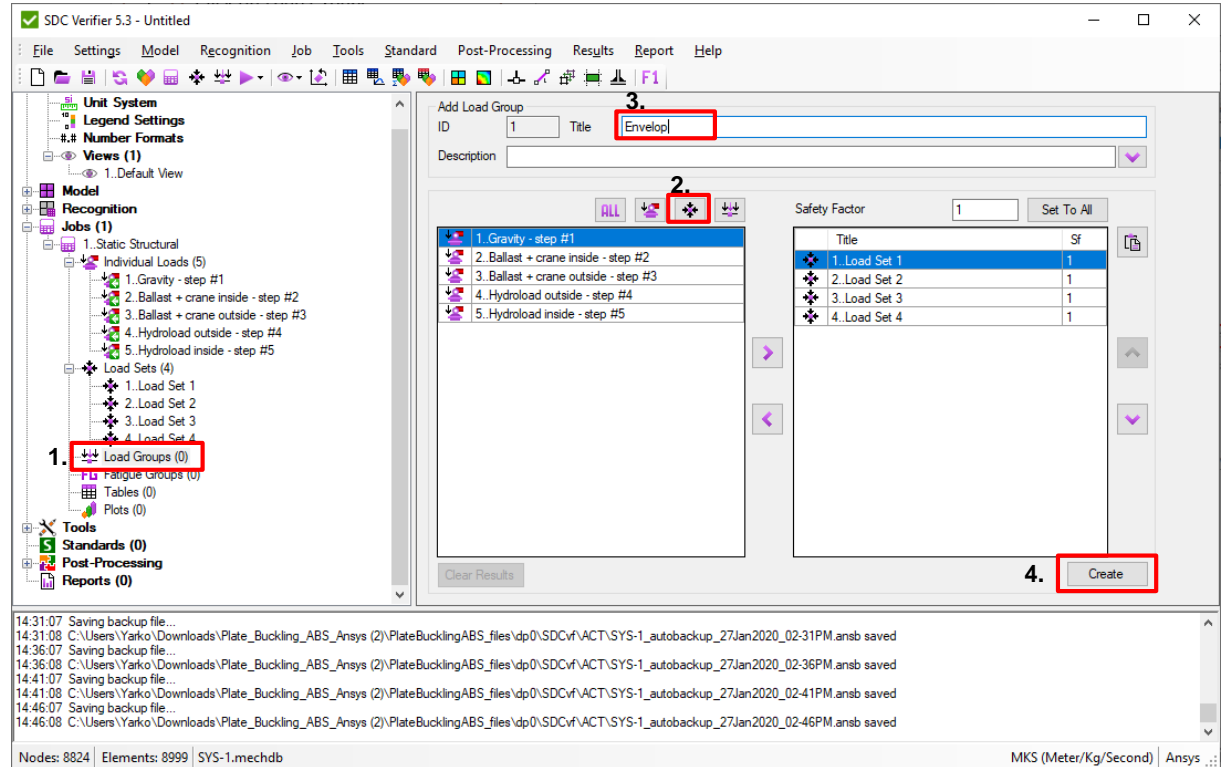 SDC Verifier 5.3 - Untitled
File Settings Model Recognition Job Tools Standard Post-Processing Results Report Help
F1
Unit System
Legend Settings
#.# Number Formats
Views (1)
1..Default View
Model
Recognition
Jobs (1)
1..Static Structural
Individual Loads (5)
1..Gravity - step #1
2..Ballast + crane inside - step #2
3..Ballast + crane outside - step #3
4..Hydroload outside - step #4
5..Hydroload inside - step #5
Load Sets (4)
1..Load Set 1
2..Load Set 2
3..Load Set 3
4..Load Set 4
1. Load Groups (0)
FG Fatigue Groups (0)
Tables (0)
Plots (0)
Tools
S Standards (0)
Post-Processing
Reports (0)
Add Load Group
3.
ID 1 Title Envelop
Description
2.
ALL
1..Gravity - step #1
2..Ballast + crane inside - step #2
3..Ballast + crane outside - step #3
4..Hydroload outside - step #4
5..Hydroload inside - step #5
Clear Results
Safety Factor 1 Set To All
Title Sf
1..Load Set 1 1
2..Load Set 2 1
3..Load Set 3 1
4..Load Set 4 1
4. Create
14:31:07 Saving backup file...
14:31:08 C:\Users\Yarko\Downloads\Plate_Buckling_ABS_Ansys (2)\PlateBucklingABS_files\dp0\SDCvf\ACT\SYS-1_autobackup_27Jan2020_02-31PM.ansb saved
14:36:07 Saving backup file...
14:36:08 C:\Users\Yarko\Downloads\Plate_Buckling_ABS_Ansys (2)\PlateBucklingABS_files\dp0\SDCvf\ACT\SYS-1_autobackup_27Jan2020_02-36PM.ansb saved
14:41:07 Saving backup file...
14:41:08 C:\Users\Yarko\Downloads\Plate_Buckling_ABS_Ansys (2)\PlateBucklingABS_files\dp0\SDCvf\ACT\SYS-1_autobackup_27Jan2020_02-41PM.ansb saved
14:46:07 Saving backup file...
14:46:08 C:\Users\Yarko\Downloads\Plate_Buckling_ABS_Ansys (2)\PlateBucklingABS_files\dp0\SDCvf\ACT\SYS-1_autobackup_27Jan2020_02-46PM.ansb saved
Nodes: 8824 Elements: 8999 SYS-1.mechdb MKS (Meter/Kg/Second) Ansys